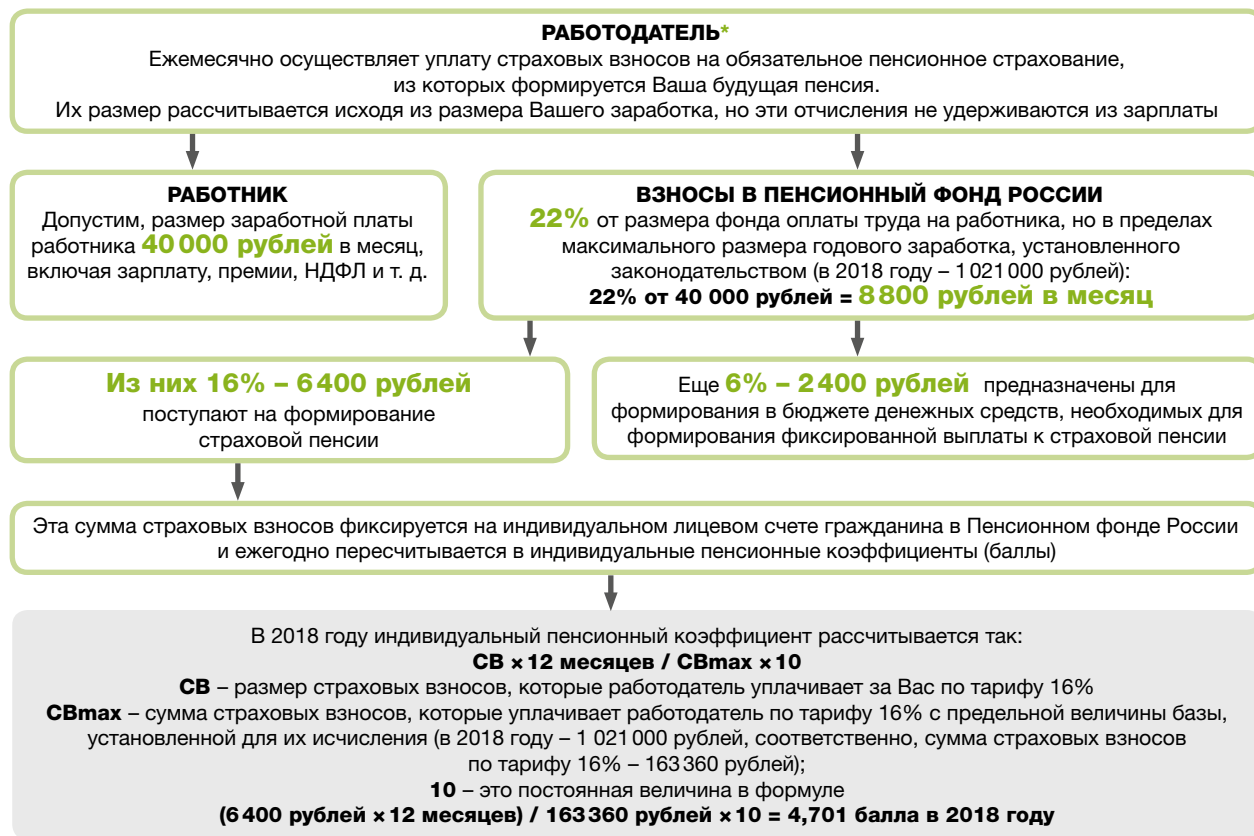 РАБОТОДАТЕЛЬ*
Ежемесячно осуществляет уплату страховых взносов на обязательное пенсионное страхование,
из которых формируется Ваша будущая пенсия.
Их размер рассчитывается исходя из размера Вашего заработка, но эти отчисления не удерживаются из зарплаты
РАБОТНИК
Допустим, размер заработной платы
работника 40 000 рублей в месяц,
включая зарплату, премии, НДФЛ и т. д.
ВЗНОСЫ В ПЕНСИОННЫЙ ФОНД РОССИИ
22% от размера фонда оплаты труда на работника, но в пределах
максимального размера годового заработка, установленного
законодательством (в 2018 году – 1 021 000 рублей):
22% от 40 000 рублей = 8 800 рублей в месяц
Из них 16% – 6 400 рублей
поступают на формирование
страховой пенсии
Еще 6% – 2 400 рублей предназначены для
формирования в бюджете денежных средств, необходимых для
формирования фиксированной выплаты к страховой пенсии
Эта сумма страховых взносов фиксируется на индивидуальном лицевом счете гражданина в Пенсионном фонде России
и ежегодно пересчитывается в индивидуальные пенсионные коэффициенты (баллы)
В 2018 году индивидуальный пенсионный коэффициент рассчитывается так:
СВ × 12 месяцев / СВmax × 10
СВ – размер страховых взносов, которые работодатель уплачивает за Вас по тарифу 16%
СВmax – сумма страховых взносов, которые уплачивает работодатель по тарифу 16% с предельной величины базы,
установленной для их исчисления (в 2018 году – 1 021 000 рублей, соответственно, сумма страховых взносов
по тарифу 16% – 163 360 рублей);
10 – это постоянная величина в формуле
(6 400 рублей × 12 месяцев) / 163 360 рублей × 10 = 4,701 балла в 2018 году